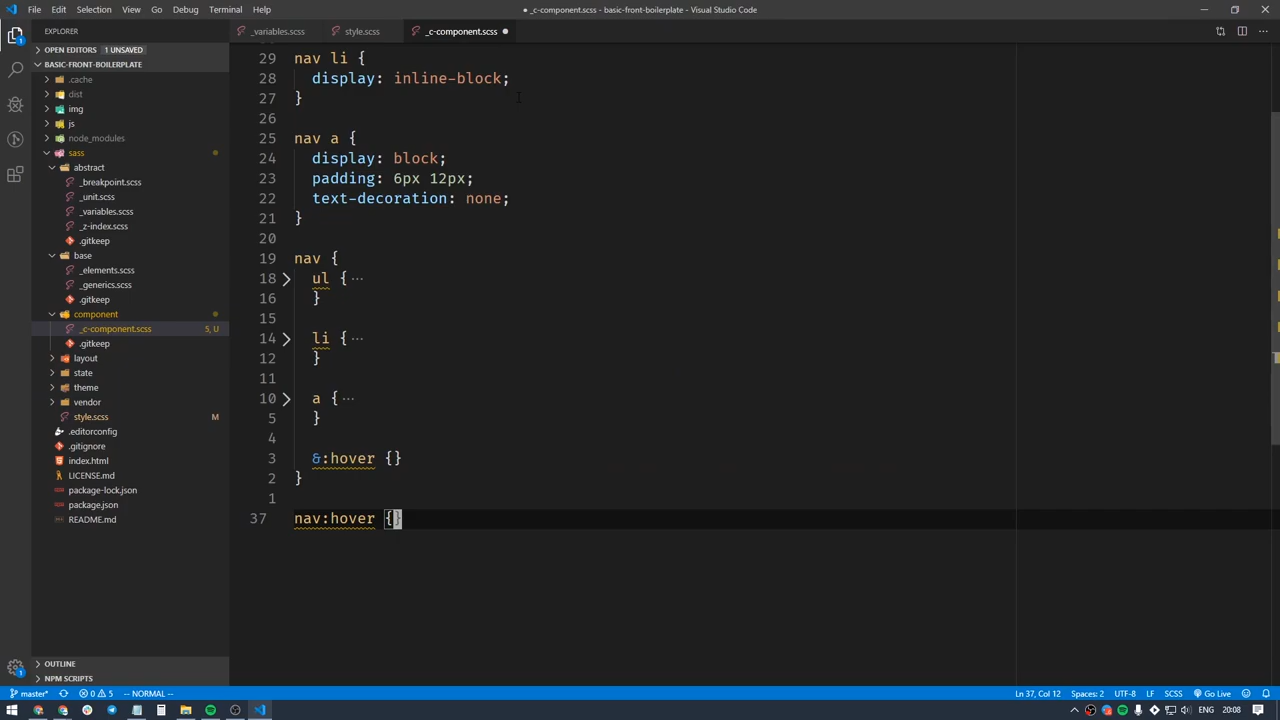 File Edit Selection View Go Debug Terminal Help
● _c-component.scss - basic-front-boilerplate - Visual Studio Code
EXPLORER
OPEN EDITORS 1 UNSAVED
BASIC-FRONT-BOILERPLATE
.cache
dist
img
js
node_modules
sass
abstract
_breakpoint.scss
_unit.scss
_variables.scss
_z-index.scss
.gitkeep
base
_elements.scss
_generics.scss
.gitkeep
component
_c-component.scss 5, U
.gitkeep
layout
state
theme
vendor
style.scss M
.editorconfig
.gitignore
index.html
LICENSE.md
package-lock.json
package.json
README.md
OUTLINE
NPM SCRIPTS
_variables.scss style.scss _c-component.scss ●
29 nav li {
28 display: inline-block;
27 }
26
25 nav a {
24 display: block;
23 padding: 6px 12px;
22 text-decoration: none;
21 }
20
19 nav {
18 ul { ...
16 }
15
14 li { ...
12 }
11
10 a { ...
5 }
4
3 &:hover {}
2 }
1
37 nav:hover {}
master* 0 5 -- NORMAL -- Ln 37, Col 12 Spaces: 2 UTF-8 LF SCSS Go Live
1
1
ENG 20:08